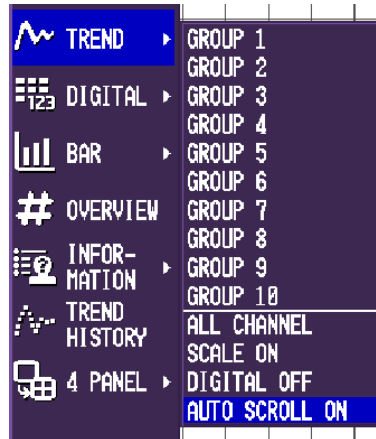 TREND
DIGITAL
BAR
OVERVIEW
INFOR-
MATION
TREND
HISTORY
4 PANEL
GROUP 1
GROUP 2
GROUP 3
GROUP 4
GROUP 5
GROUP 6
GROUP 7
GROUP 8
GROUP 9
GROUP 10
ALL CHANNEL
SCALE ON
DIGITAL OFF
AUTO SCROLL ON
123